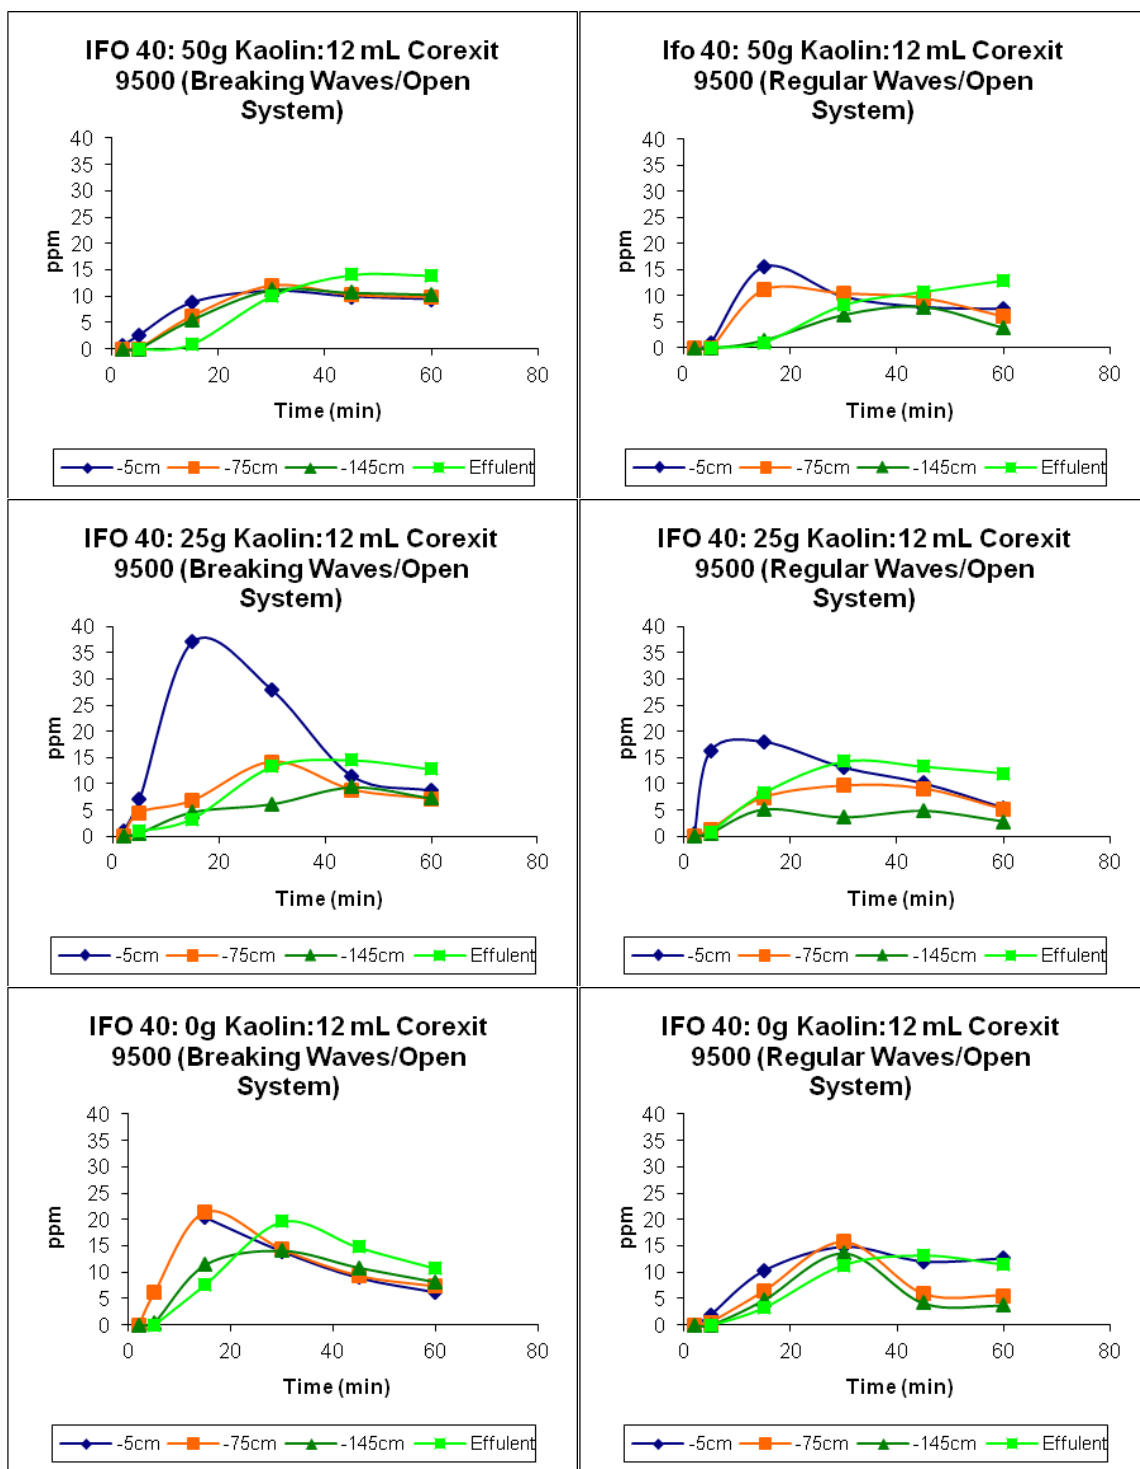 IFO 40: 50g Kaolin:12 mL Corexit
9500 (Breaking Waves/Open
System)
40
35
30
25
20
15
10
5
0
ppm
0 20 40 60 80
Time (min)
-5cm -75cm -145cm Effulent
Ifo 40: 50g Kaolin:12 mL Corexit
9500 (Regular Waves/Open
System)
40
35
30
25
20
15
10
5
0
ppm
0 20 40 60 80
Time (min)
-5cm -75cm -145cm Effulent
IFO 40: 25g Kaolin:12 mL Corexit
9500 (Breaking Waves/Open
System)
40
35
30
25
20
15
10
5
0
ppm
0 20 40 60 80
Time (min)
-5cm -75cm -145cm Effulent
IFO 40: 25g Kaolin:12 mL Corexit
9500 (Regular Waves/Open
System)
40
35
30
25
20
15
10
5
0
ppm
0 20 40 60 80
Time (min)
-5cm -75cm -145cm Effulent
IFO 40: 0g Kaolin:12 mL Corexit
9500 (Breaking Waves/Open
System)
40
35
30
25
20
15
10
5
0
ppm
0 20 40 60 80
Time (min)
-5cm -75cm -145cm Effulent
IFO 40: 0g Kaolin:12 mL Corexit
9500 (Regular Waves/Open
System)
40
35
30
25
20
15
10
5
0
ppm
0 20 40 60 80
Time (min)
-5cm -75cm -145cm Effulent